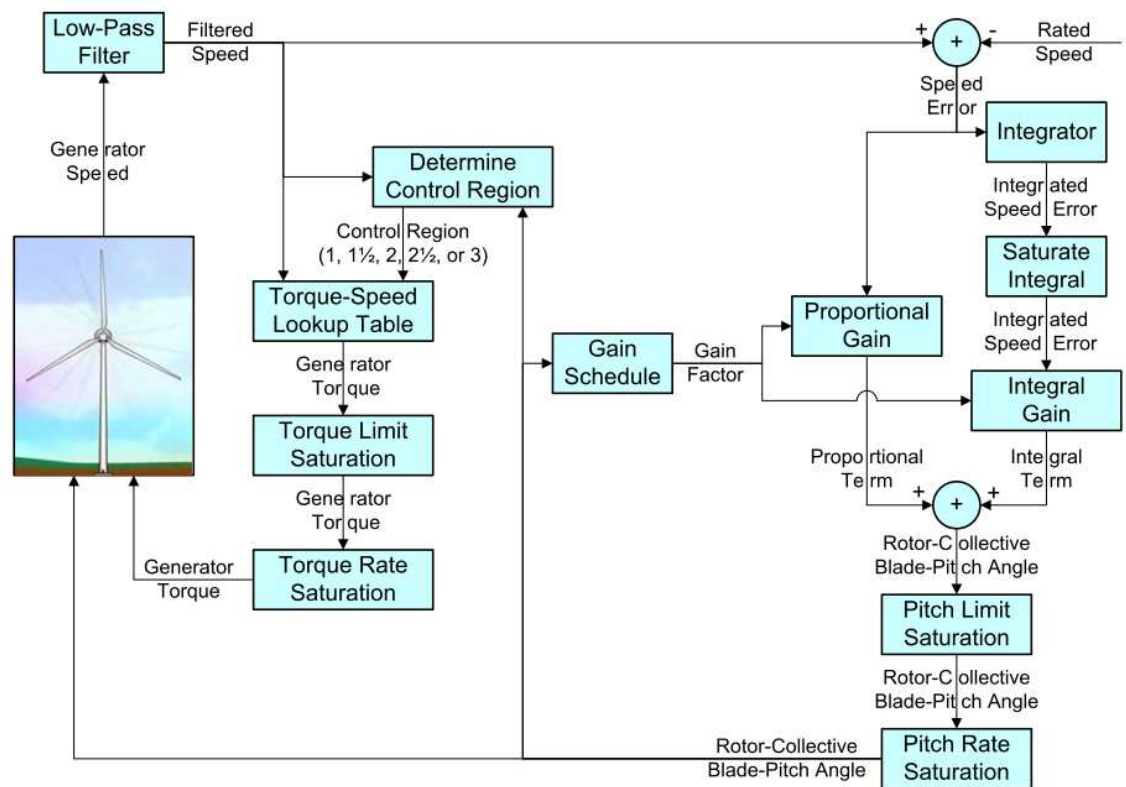 Low-Pass
Filter
Filtered
Speed
+
+
-
Rated
Speed
Speed
Error
Generator
Speed
Determine
Control Region
Integrator
Integrated
Speed Error
Control Region
(1, 1½, 2, 2½, or 3)
Saturate
Integral
Torque-Speed
Lookup Table
Proportional
Gain
Integrated
Speed Error
Gain
Schedule
Gain
Factor
Generator
Torque
Integral
Gain
Torque Limit
Saturation
Proportional
Term
Integral
Term
+
+
+
Generator
Torque
Rotor-Collective
Blade-Pitch Angle
Generator
Torque
Torque Rate
Saturation
Pitch Limit
Saturation
Rotor-Collective
Blade-Pitch Angle
Rotor-Collective
Blade-Pitch Angle
Pitch Rate
Saturation